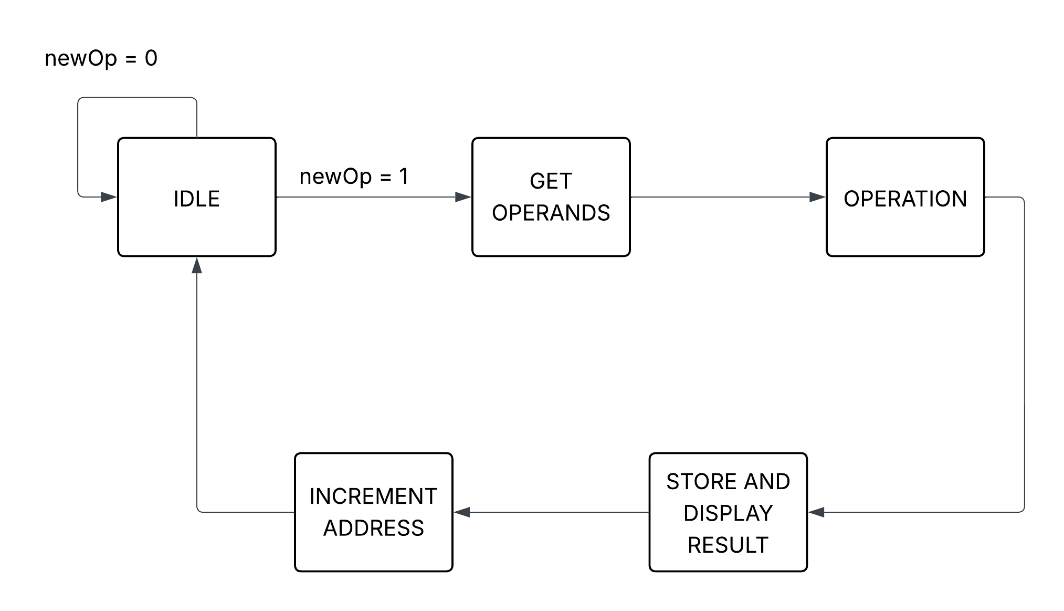 newOp = 0
IDLE
newOp = 1
GET
OPERANDS
OPERATION
INCREMENT
ADDRESS
STORE AND
DISPLAY
RESULT